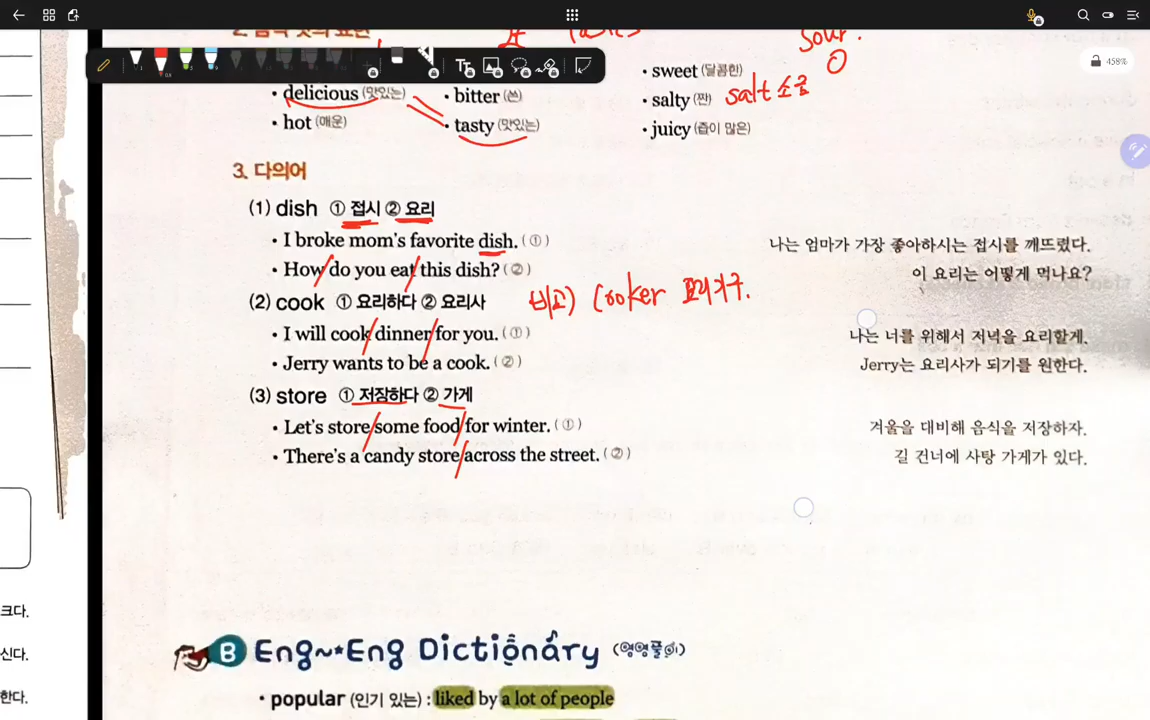 458%
sour.
• sweet (달콤한)
• delicious (맛있는) • bitter (쓴) • salty (짠) salt 소금
• hot (매운) • tasty (맛있는) • juicy (즙이 많은)
3. 다의어
(1) dish ① 접시 ② 요리
• I broke mom's favorite dish. (①) 나는 엄마가 가장 좋아하시는 접시를 깨뜨렸다.
• How do you eat this dish? (②) 이 요리는 어떻게 먹나요?
(2) cook ① 요리하다 ② 요리사 비교) Cooker 요리기구.
• I will cook dinner for you. (①) 나는 너를 위해서 저녁을 요리할게.
• Jerry wants to be a cook. (②) Jerry는 요리사가 되기를 원한다.
(3) store ① 저장하다 ② 가게
• Let's store some food for winter. (①) 겨울을 대비해 음식을 저장하자.
• There's a candy store across the street. (②) 길 건너에 사탕 가게가 있다.
크다.
B Eng~*Eng Dictionary (영영풀이)
신다.
• popular (인기 있는) : liked by a lot of people
한다.